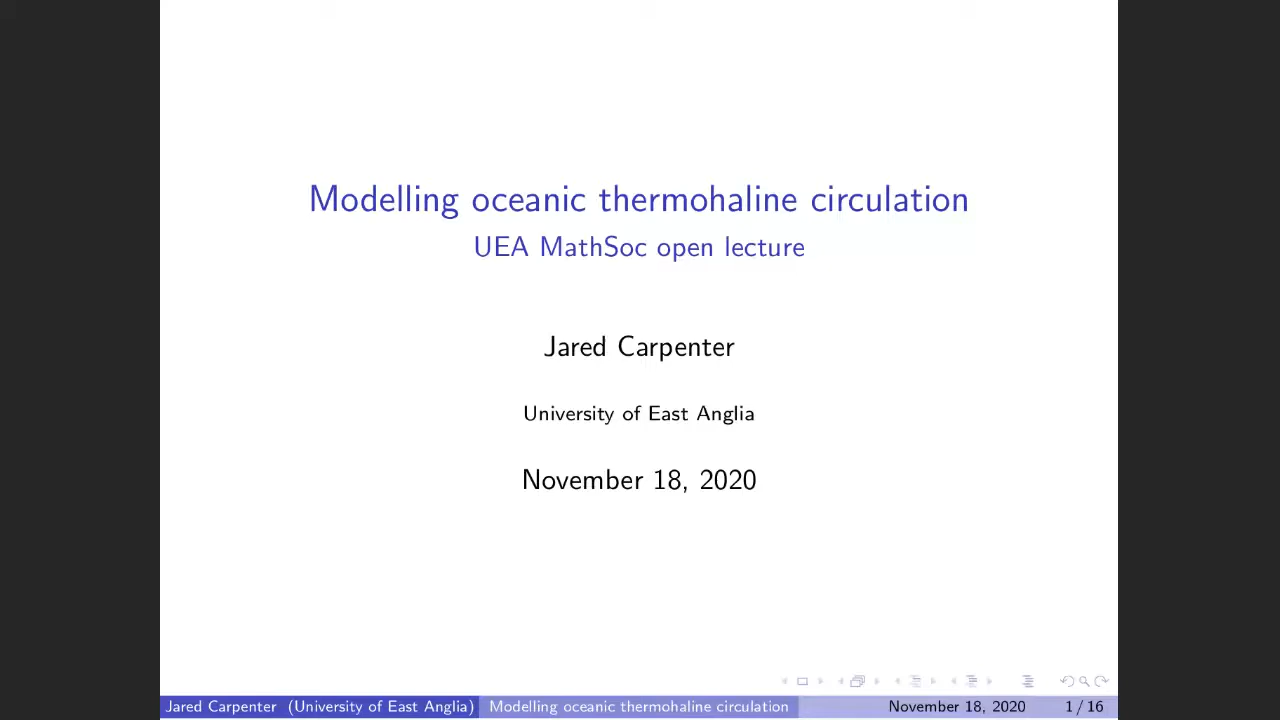 Modelling oceanic thermohaline circulation
UEA MathSoc open lecture
Jared Carpenter
University of East Anglia
November 18, 2020
Jared Carpenter (University of East Anglia) Modelling oceanic thermohaline circulation November 18, 2020 1 / 16